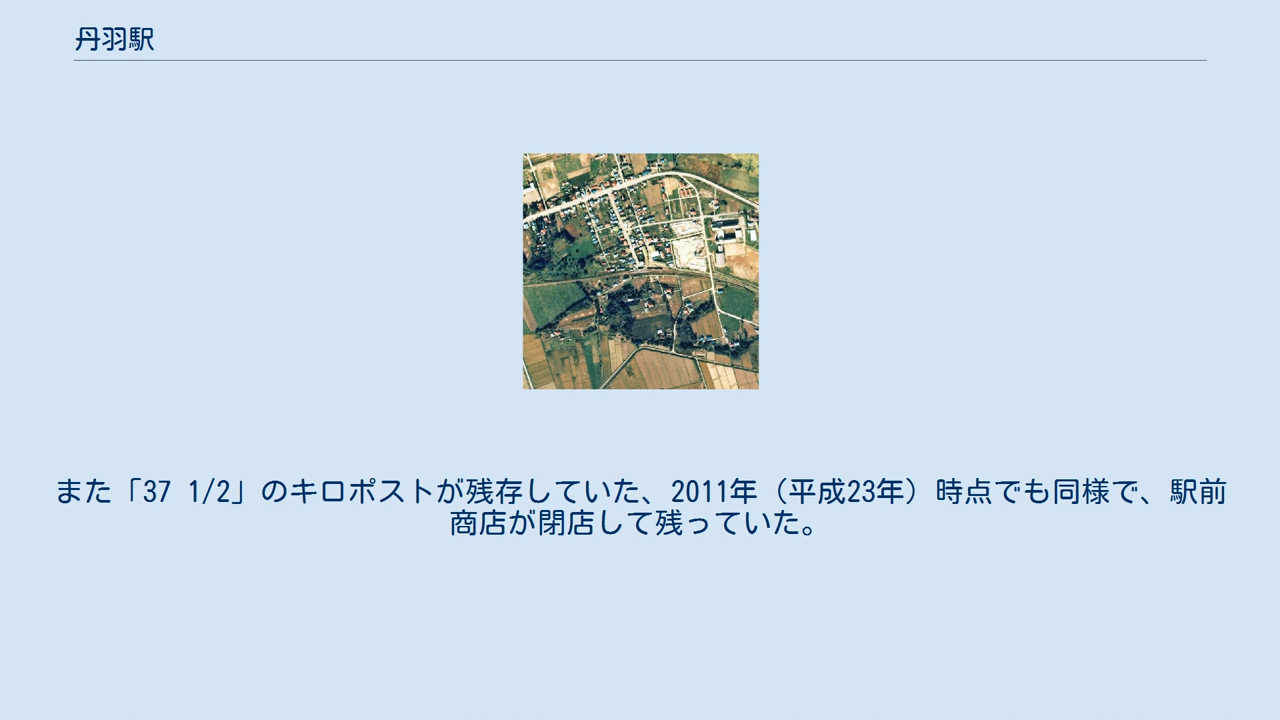 丹羽駅
また「37 1/2」のキロポストが残存していた、2011年（平成23年）時点でも同様で、駅前
商店が閉店して残っていた。